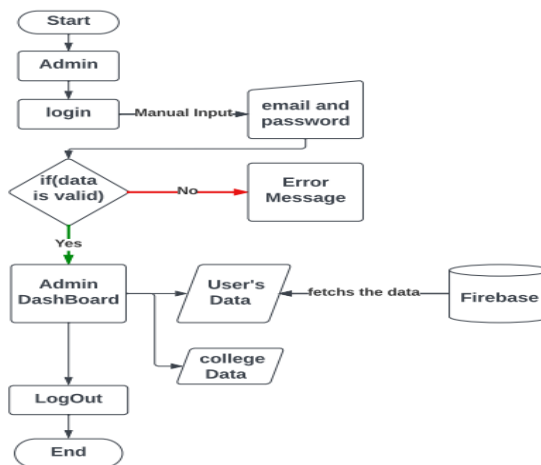 Start
Admin
login
Manual Input
email and
password
if(data
is valid)
No
Error
Message
Yes
Admin
DashBoard
User's
Data
fetchs the data
Firebase
college
Data
LogOut
End